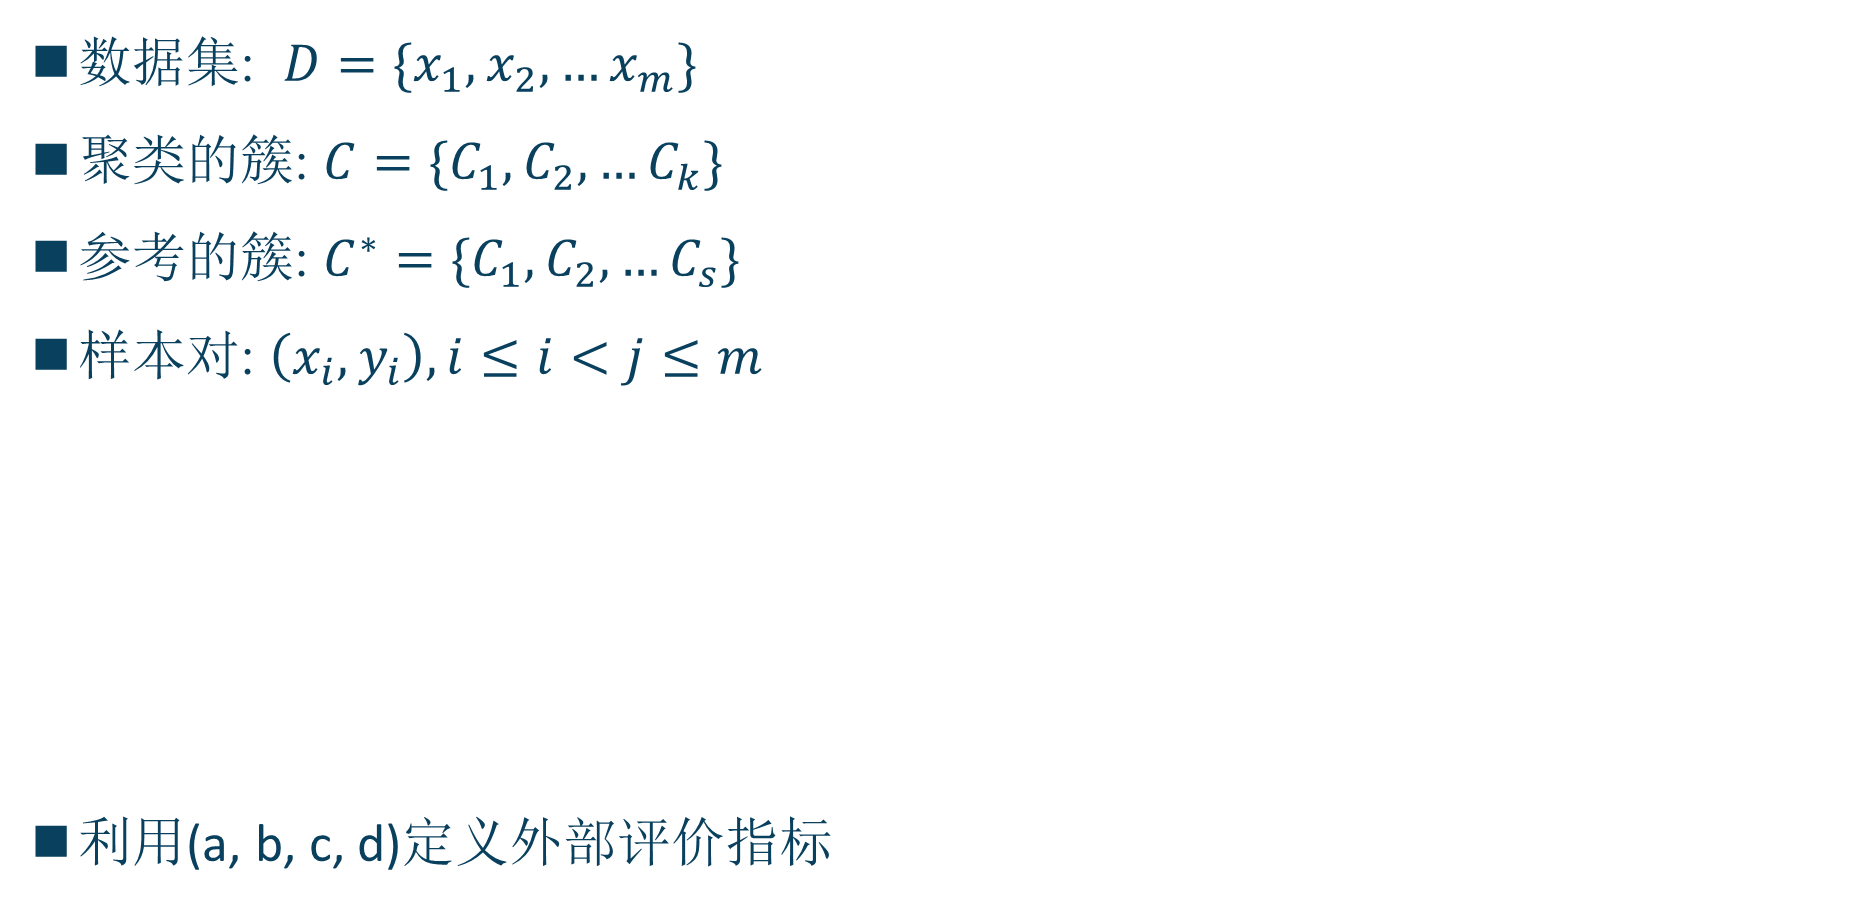 ■数据集: D = {x₁, x₂, … xₘ}
■聚类的簇: C = {C₁, C₂, … Cₖ}
■参考的簇: C* = {C₁, C₂, … Cₛ}
■样本对: (xᵢ, yᵢ), i ≤ i < j ≤ m
■利用(a, b, c, d)定义外部评价指标